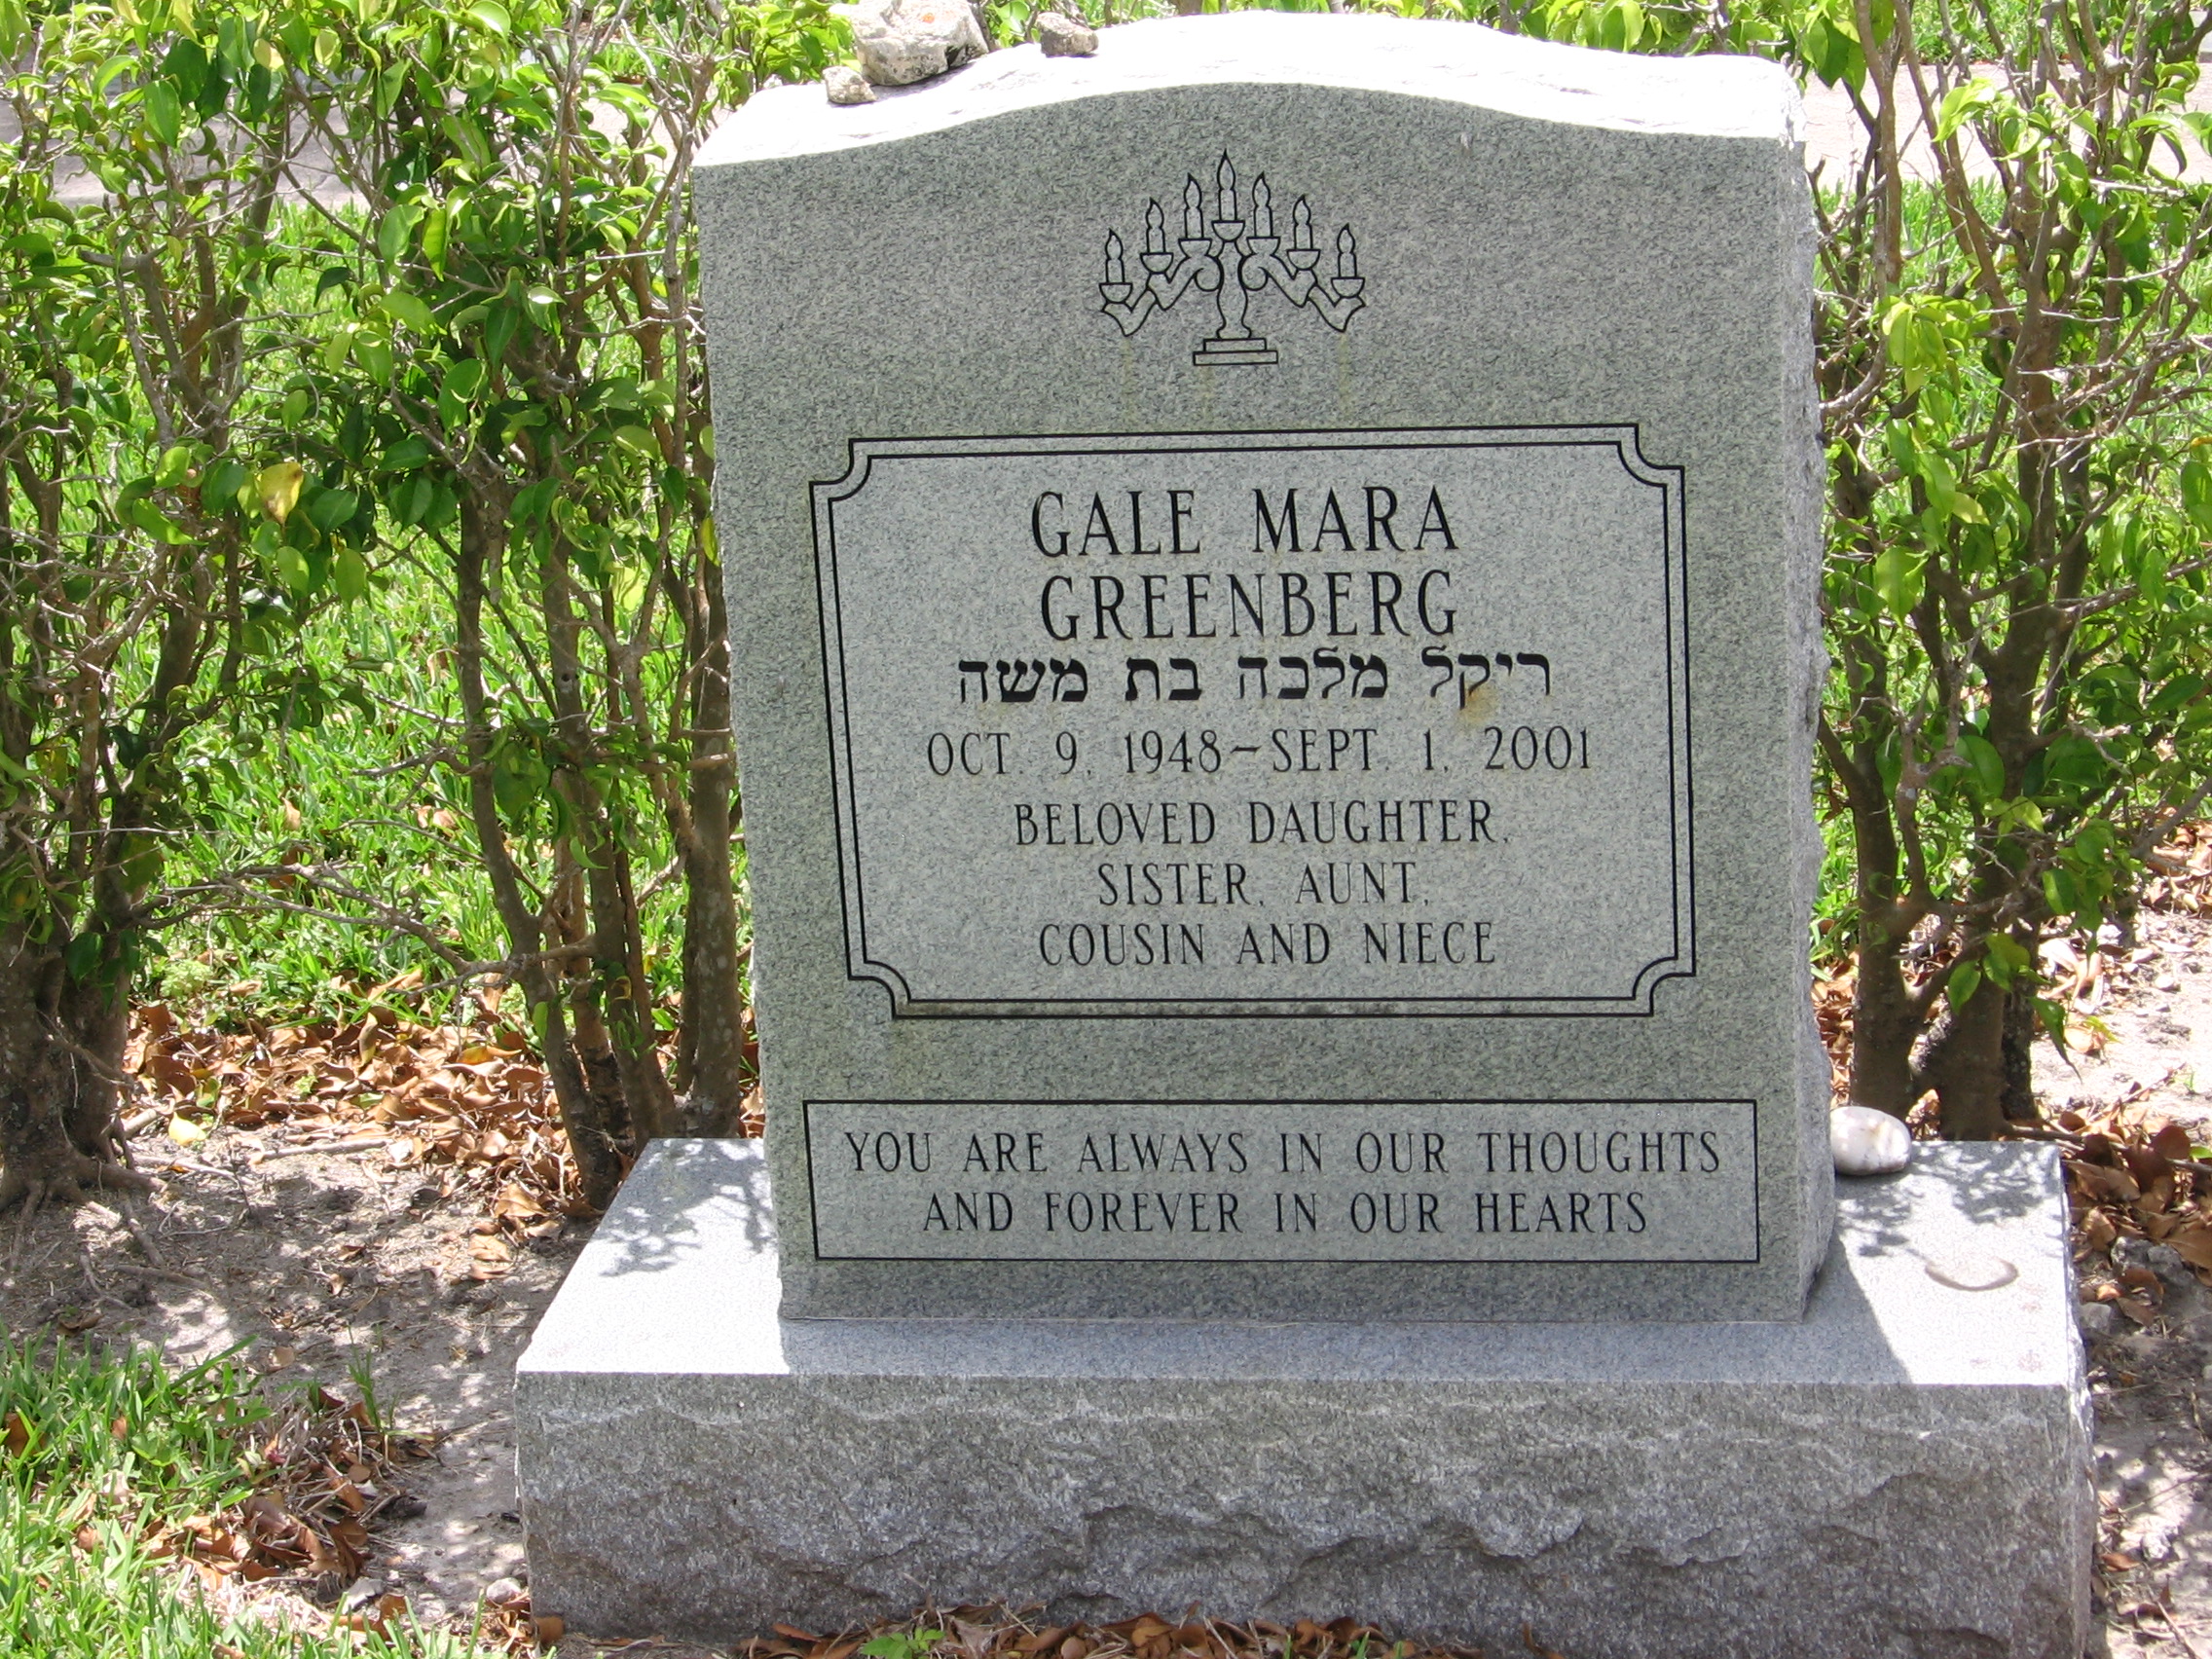 GALE MARA
GREENBERG
ריקל מלכה בת משה
OCT. 9, 1948-SEPT. 1, 2001
BELOVED DAUGHTER,
SISTER, AUNT,
COUSIN AND NIECE
YOU ARE ALWAYS IN OUR THOUGHTS
AND FOREVER IN OUR HEARTS